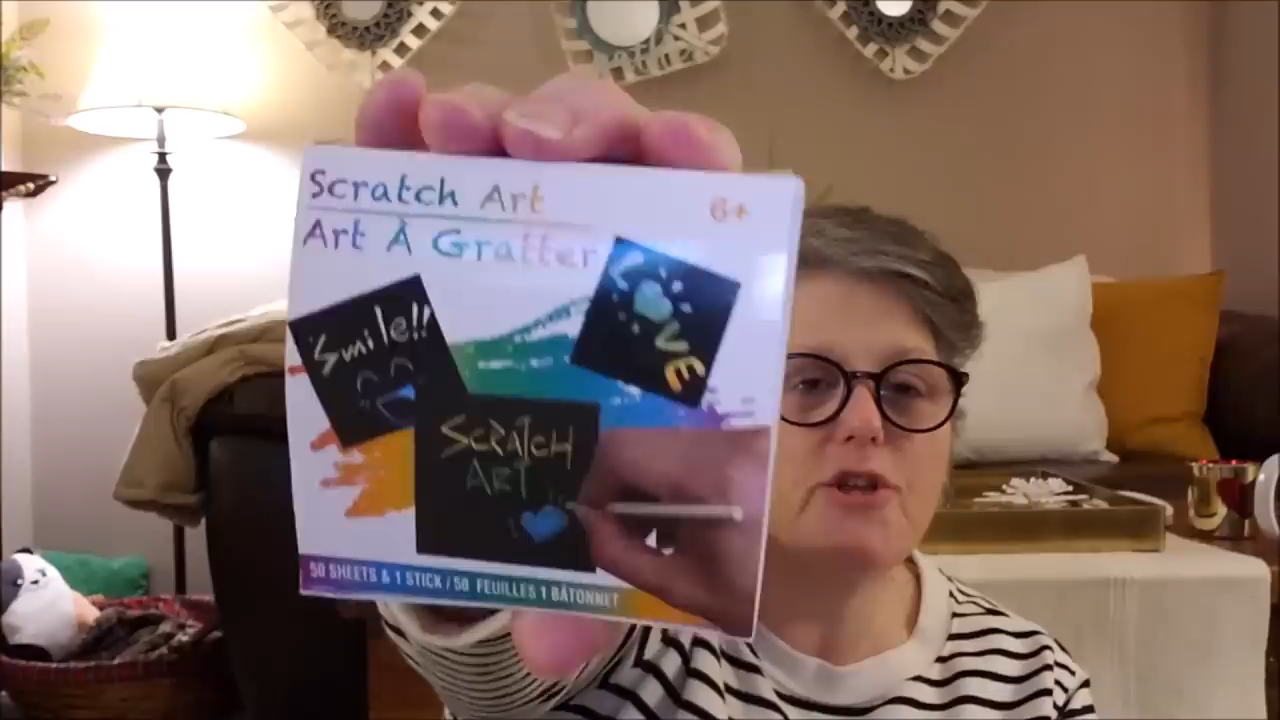 Scratch Art
6+
Art À Gratter
Smile!!
LOVE
SCRATCH
ART
50 SHEETS & 1 STICK / 50 FEUILLES 1 BÂTONNET